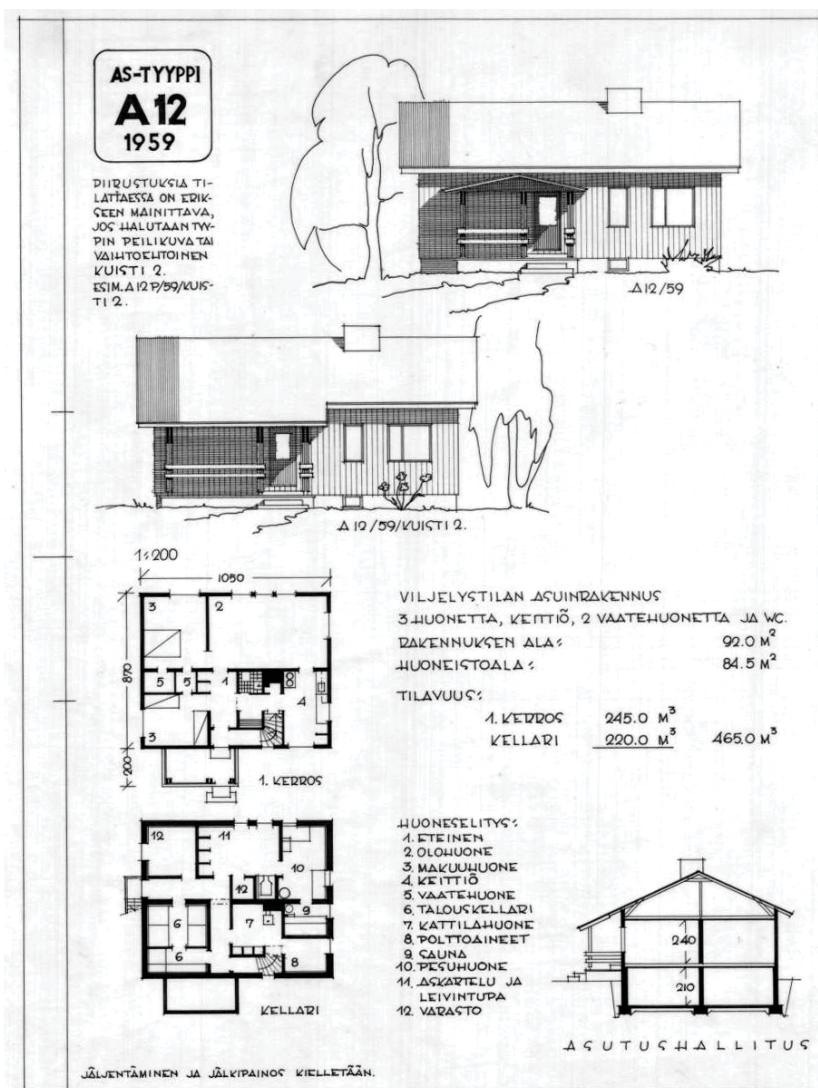 AS-TYYPPI
A 12
1959
PIIRUSTUKSIA TI-
LATTAESSA ON ERIK-
SEEN MAINITTAVA,
JOS HALUTAAN TYY-
PIN PEILIKUVA TAI
VAIHTOEHTOINEN
KUISTI 2.
ESIM. A 12 P/59/KUIS-
TI 2.
A 12/59
A 12/59/KUISTI 2.
1:200
1050
870
200
3
2
5
5
1
4
3
1. KERROS
VILJELYSTILAN ASUINRAKENNUS
3 HUONETTA, KEITTIÖ, 2 VAATEHUONETTA JA WC.
RAKENNUKSEN ALA: 92.0 M²
HUONEISTOALA: 84.5 M²
TILAVUUS:
1. KERROS 245.0 M³
KELLARI 220.0 M³ 465.0 M³
12
11
10
12
6
7
9
6
8
KELLARI
HUONESELITYS:
1. ETEINEN
2. OLOHUONE
3. MAKUUHUONE
4. KEITTIÖ
5. VAATEHUONE
6. TALOUSKELLARI
7. KATTILAHUONE
8. POLTTOAINEET
9. SAUNA
10. PESUHUONE
11. ASKARTELU JA
LEIVINTUPA
12. VARASTO
240
210
ASUTUSHALLITUS
JÄLJENTÄMINEN JA JÄLKIPAINOS KIELLETÄÄN.